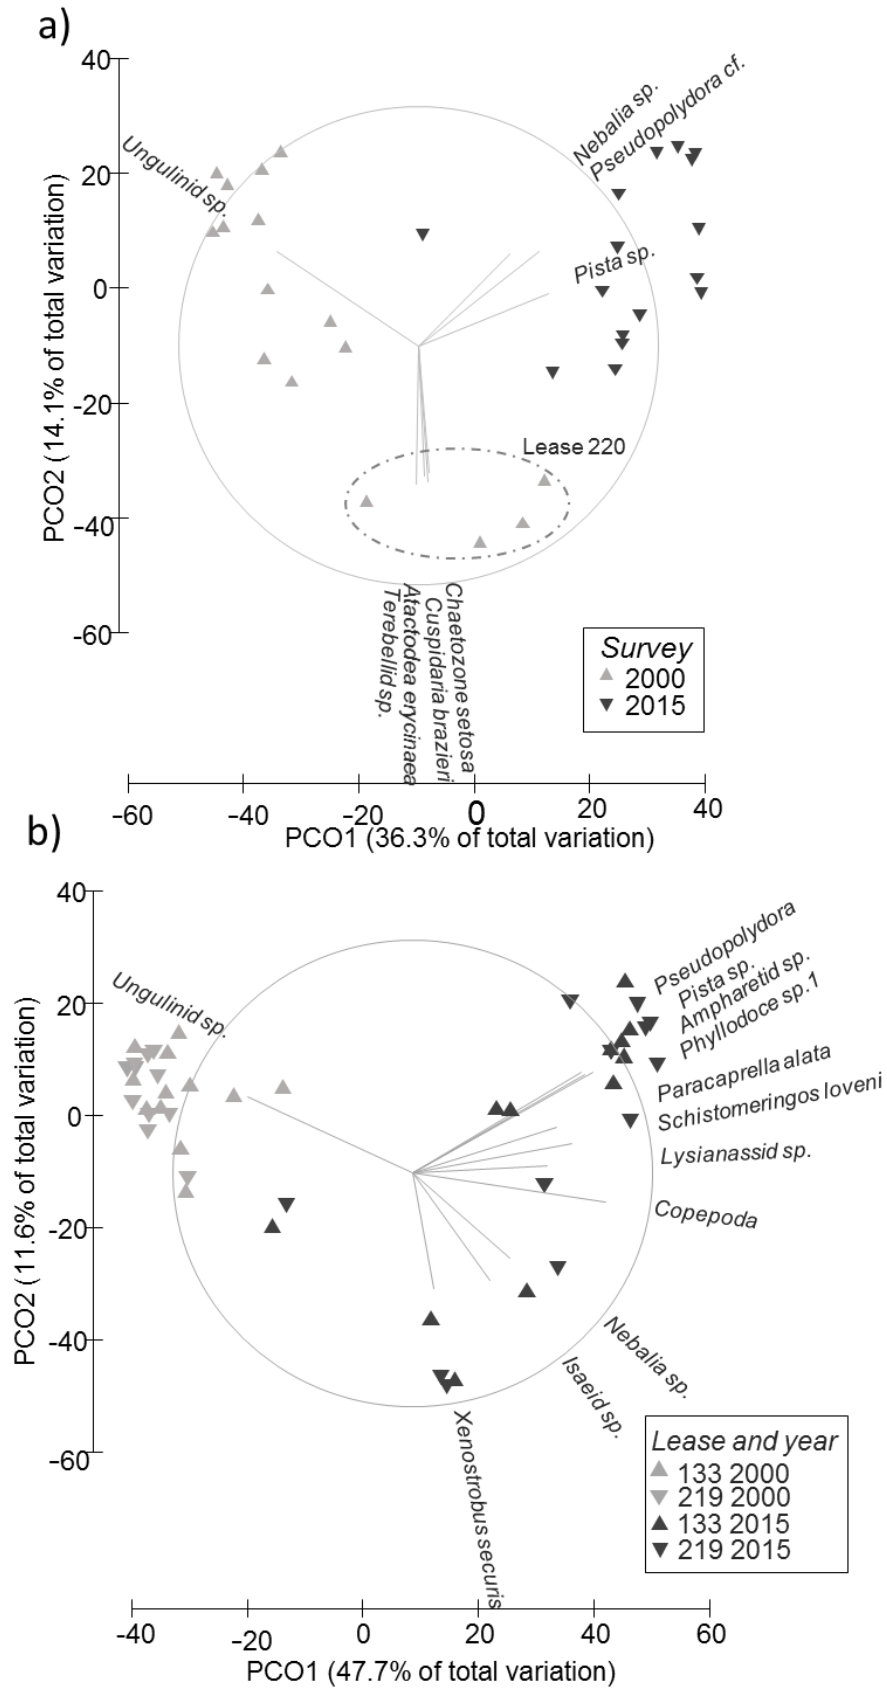 a)
40
20
0
-20
-40
-60
PCO2 (14.1% of total variation)
Ungulinid sp.
Nebalia sp.
Pseudopolydora cf.
Pista sp.
Lease 220
Terebellid sp.
Atactodea erycinaea
Cuspidaria brazieri
Chaetozone setosa
Survey
2000
2015
-60 -40 -20 0 20 40
PCO1 (36.3% of total variation)
b)
40
20
0
-20
-40
-60
PCO2 (11.6% of total variation)
Ungulinid sp.
Pseudopolydora
Pista sp.
Ampharetid sp.
Phyllodoce sp.1
Paracaprella alata
Schistomeringos loveni
Lysianassid sp.
Copepoda
Nebalia sp.
Isaeid sp.
Xenostrobus securis
Lease and year
133 2000
219 2000
133 2015
219 2015
-40 -20 0 20 40 60
PCO1 (47.7% of total variation)